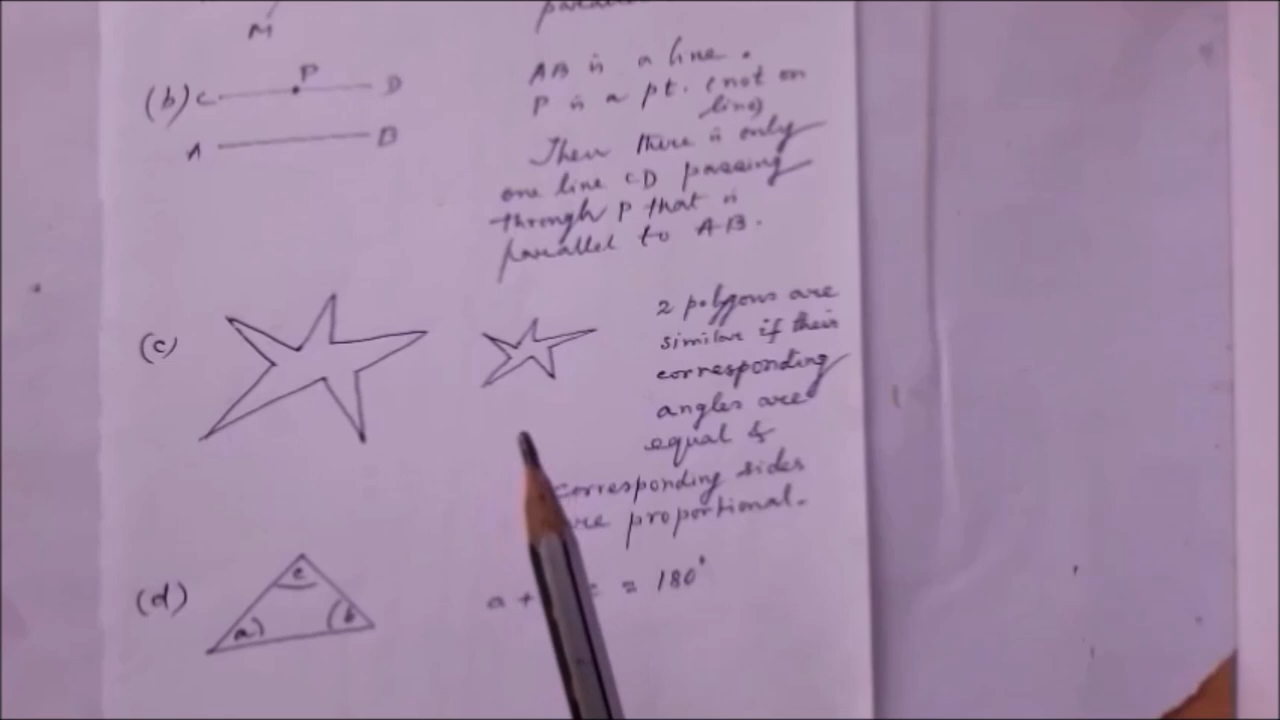 M
(b) C P D
A B
AB is a line.
P is a pt. (not on
line)
Then there is only
one line CD passing
through P that is
parallel to AB.
(c)
2 polygons are
similar if their
corresponding
angles are
equal &
corresponding sides
are proportional.
(d) a c b
a + c = 180°